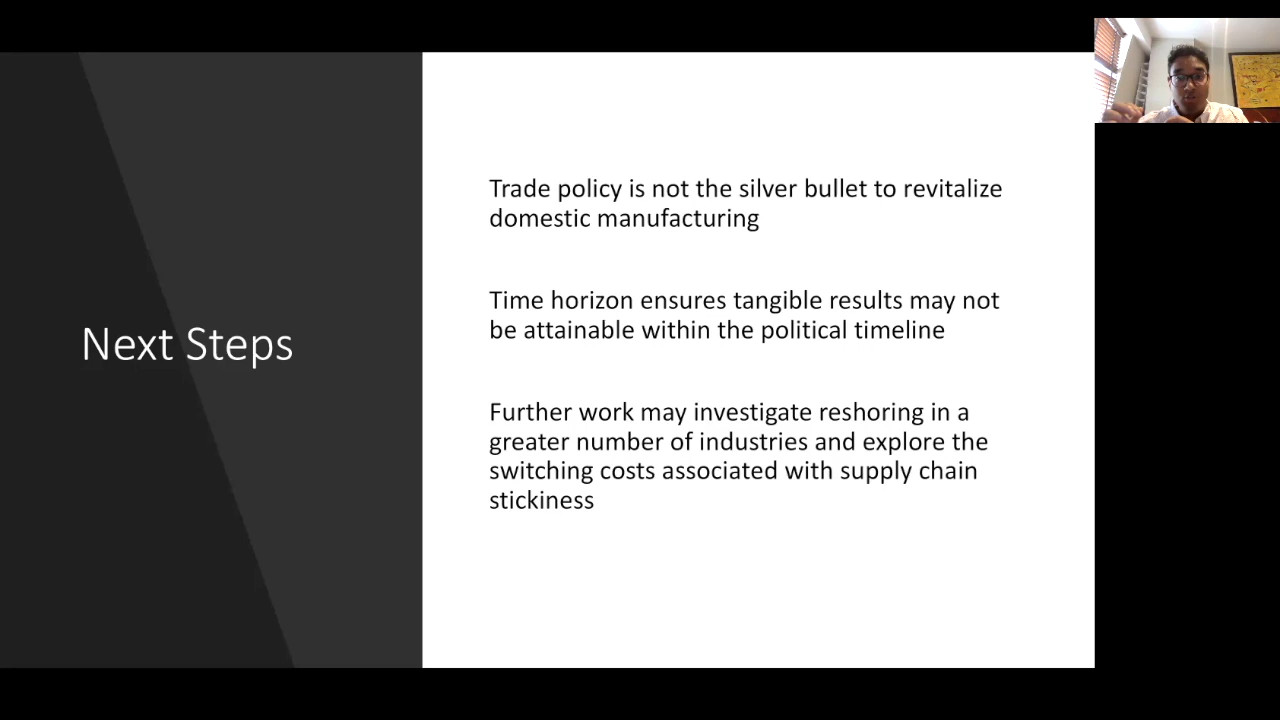 Next Steps
Trade policy is not the silver bullet to revitalize
domestic manufacturing
Time horizon ensures tangible results may not
be attainable within the political timeline
Further work may investigate reshoring in a
greater number of industries and explore the
switching costs associated with supply chain
stickiness